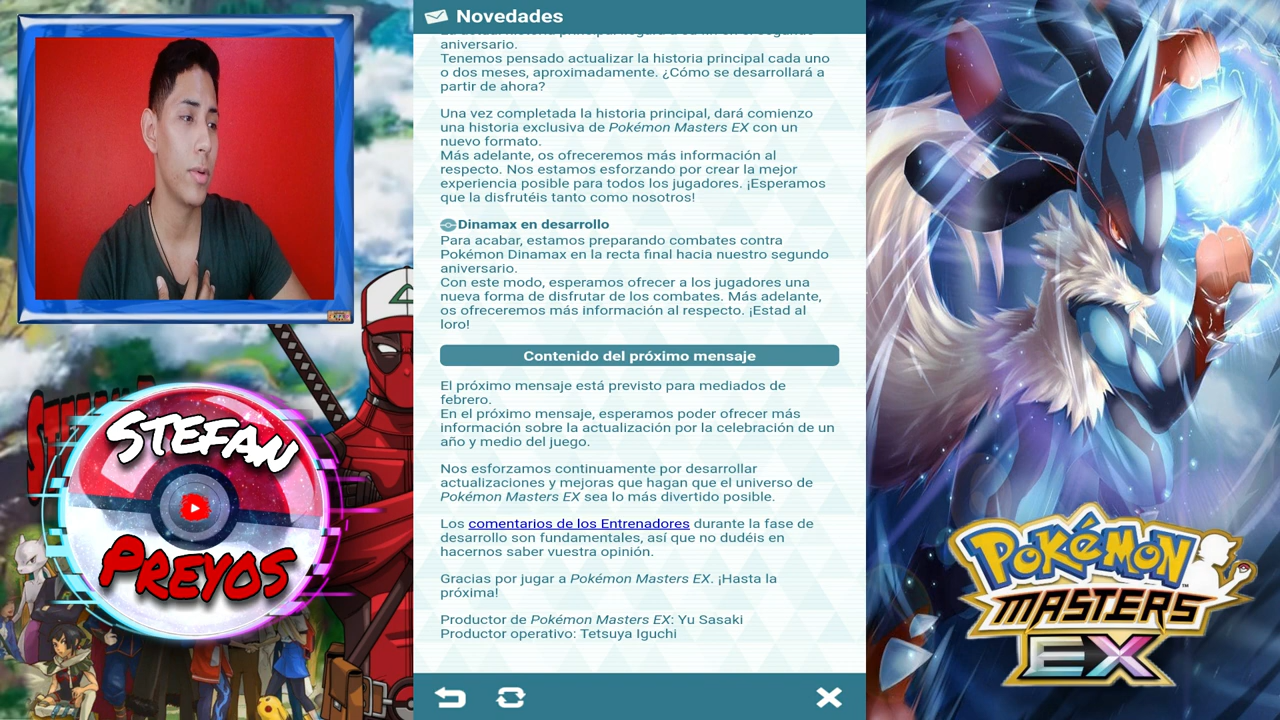 Novedades
aniversario.
Tenemos pensado actualizar la historia principal cada uno
o dos meses, aproximadamente. ¿Cómo se desarrollará a
partir de ahora?
Una vez completada la historia principal, dará comienzo
una historia exclusiva de Pokémon Masters EX con un
nuevo formato.
Más adelante, os ofreceremos más información al
respecto. Nos estamos esforzando por crear la mejor
experiencia posible para todos los jugadores. ¡Esperamos
que la disfrutéis tanto como nosotros!
Dinamax en desarrollo
Para acabar, estamos preparando combates contra
Pokémon Dinamax en la recta final hacia nuestro segundo
aniversario.
Con este modo, esperamos ofrecer a los jugadores una
nueva forma de disfrutar de los combates. Más adelante,
os ofreceremos más información al respecto. ¡Estad al
loro!
Contenido del próximo mensaje
El próximo mensaje está previsto para mediados de
febrero.
En el próximo mensaje, esperamos poder ofrecer más
información sobre la actualización por la celebración de un
año y medio del juego.
Nos esforzamos continuamente por desarrollar
actualizaciones y mejoras que hagan que el universo de
Pokémon Masters EX sea lo más divertido posible.
Los comentarios de los Entrenadores durante la fase de
desarrollo son fundamentales, así que no dudéis en
hacernos saber vuestra opinión.
Gracias por jugar a Pokémon Masters EX. ¡Hasta la
próxima!
Productor de Pokémon Masters EX: Yu Sasaki
Productor operativo: Tetsuya Iguchi
STEFAN
PREYOS
POKÉMON
MASTERS
EX